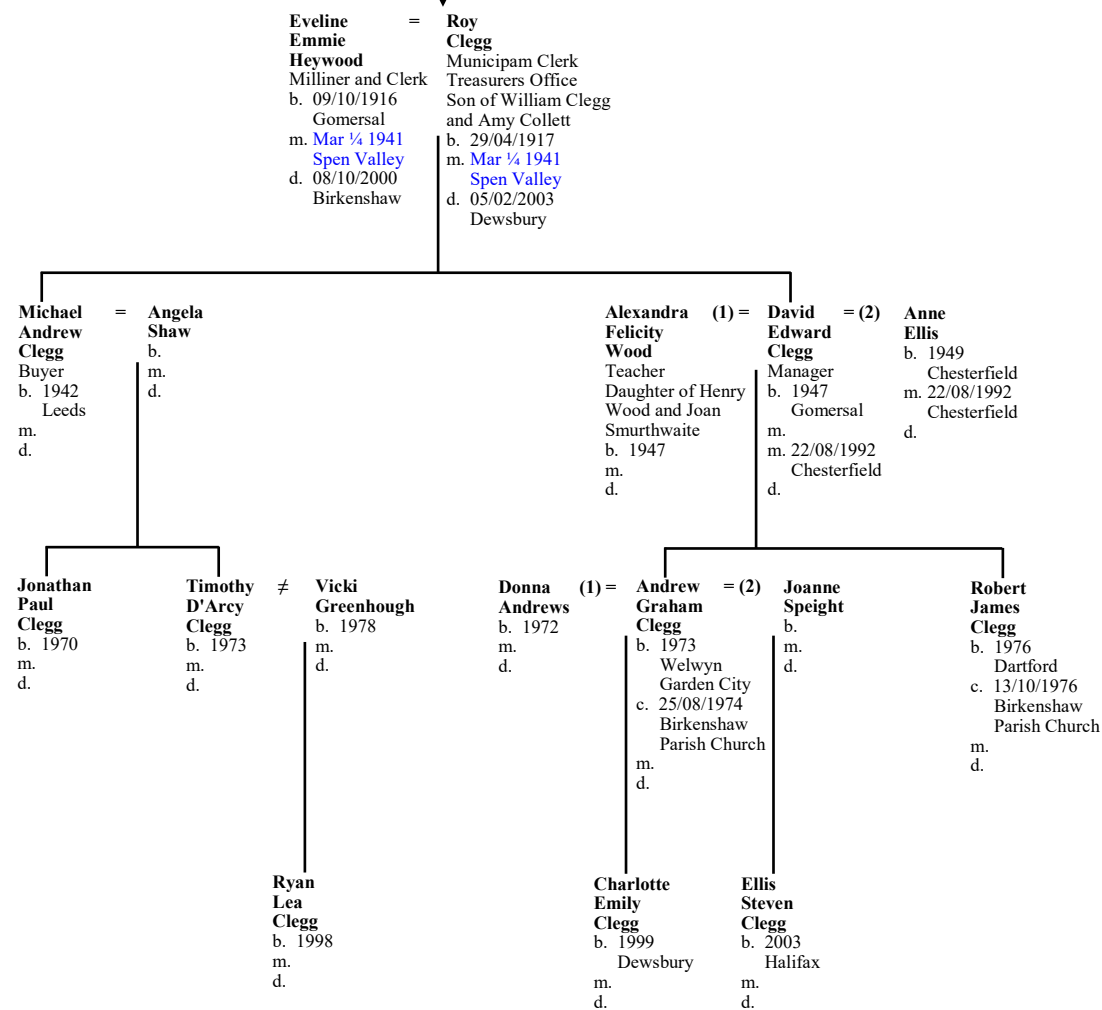 Eveline
Emmie
Heywood
Milliner and Clerk
b. 09/10/1916
Gomersal
m. Mar ¼ 1941
Spen Valley
d. 08/10/2000
Birkenshaw
=
Roy
Clegg
Municipam Clerk
Treasurers Office
Son of William Clegg
and Amy Collett
b. 29/04/1917
m. Mar ¼ 1941
Spen Valley
d. 05/02/2003
Dewsbury
Michael
Andrew
Clegg
Buyer
b. 1942
Leeds
m.
d.
=
Angela
Shaw
b.
m.
d.
Alexandra
Felicity
Wood
Teacher
Daughter of Henry
Wood and Joan
Smurthwaite
b. 1947
m.
d.
(1) =
David
Edward
Clegg
Manager
b. 1947
Gomersal
m.
m. 22/08/1992
Chesterfield
d.
= (2)
Anne
Ellis
b. 1949
Chesterfield
m. 22/08/1992
Chesterfield
d.
Jonathan
Paul
Clegg
b. 1970
m.
d.
Timothy
D'Arcy
Clegg
b. 1973
m.
d.
≠
Vicki
Greenhough
b. 1978
m.
d.
Donna
Andrews
b. 1972
m.
d.
(1) =
Andrew
Graham
Clegg
b. 1973
Welwyn
Garden City
c. 25/08/1974
Birkenshaw
Parish Church
m.
d.
= (2)
Joanne
Speight
b.
m.
d.
Robert
James
Clegg
b. 1976
Dartford
c. 13/10/1976
Birkenshaw
Parish Church
m.
d.
Ryan
Lea
Clegg
b. 1998
m.
d.
Charlotte
Emily
Clegg
b. 1999
Dewsbury
m.
d.
Ellis
Steven
Clegg
b. 2003
Halifax
m.
d.